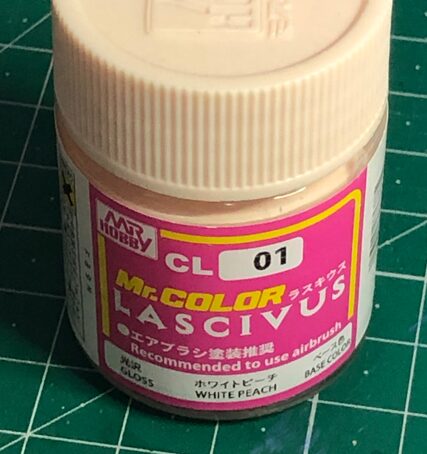 MR HOBBY
CL 01
Mr.COLOR ラスキウス
LASCIVUS
●エアブラシ塗装推奨
Recommended to use airbrush
光沢 ホワイトピーチ ベース色
GLOSS WHITE PEACH BASE COLOR